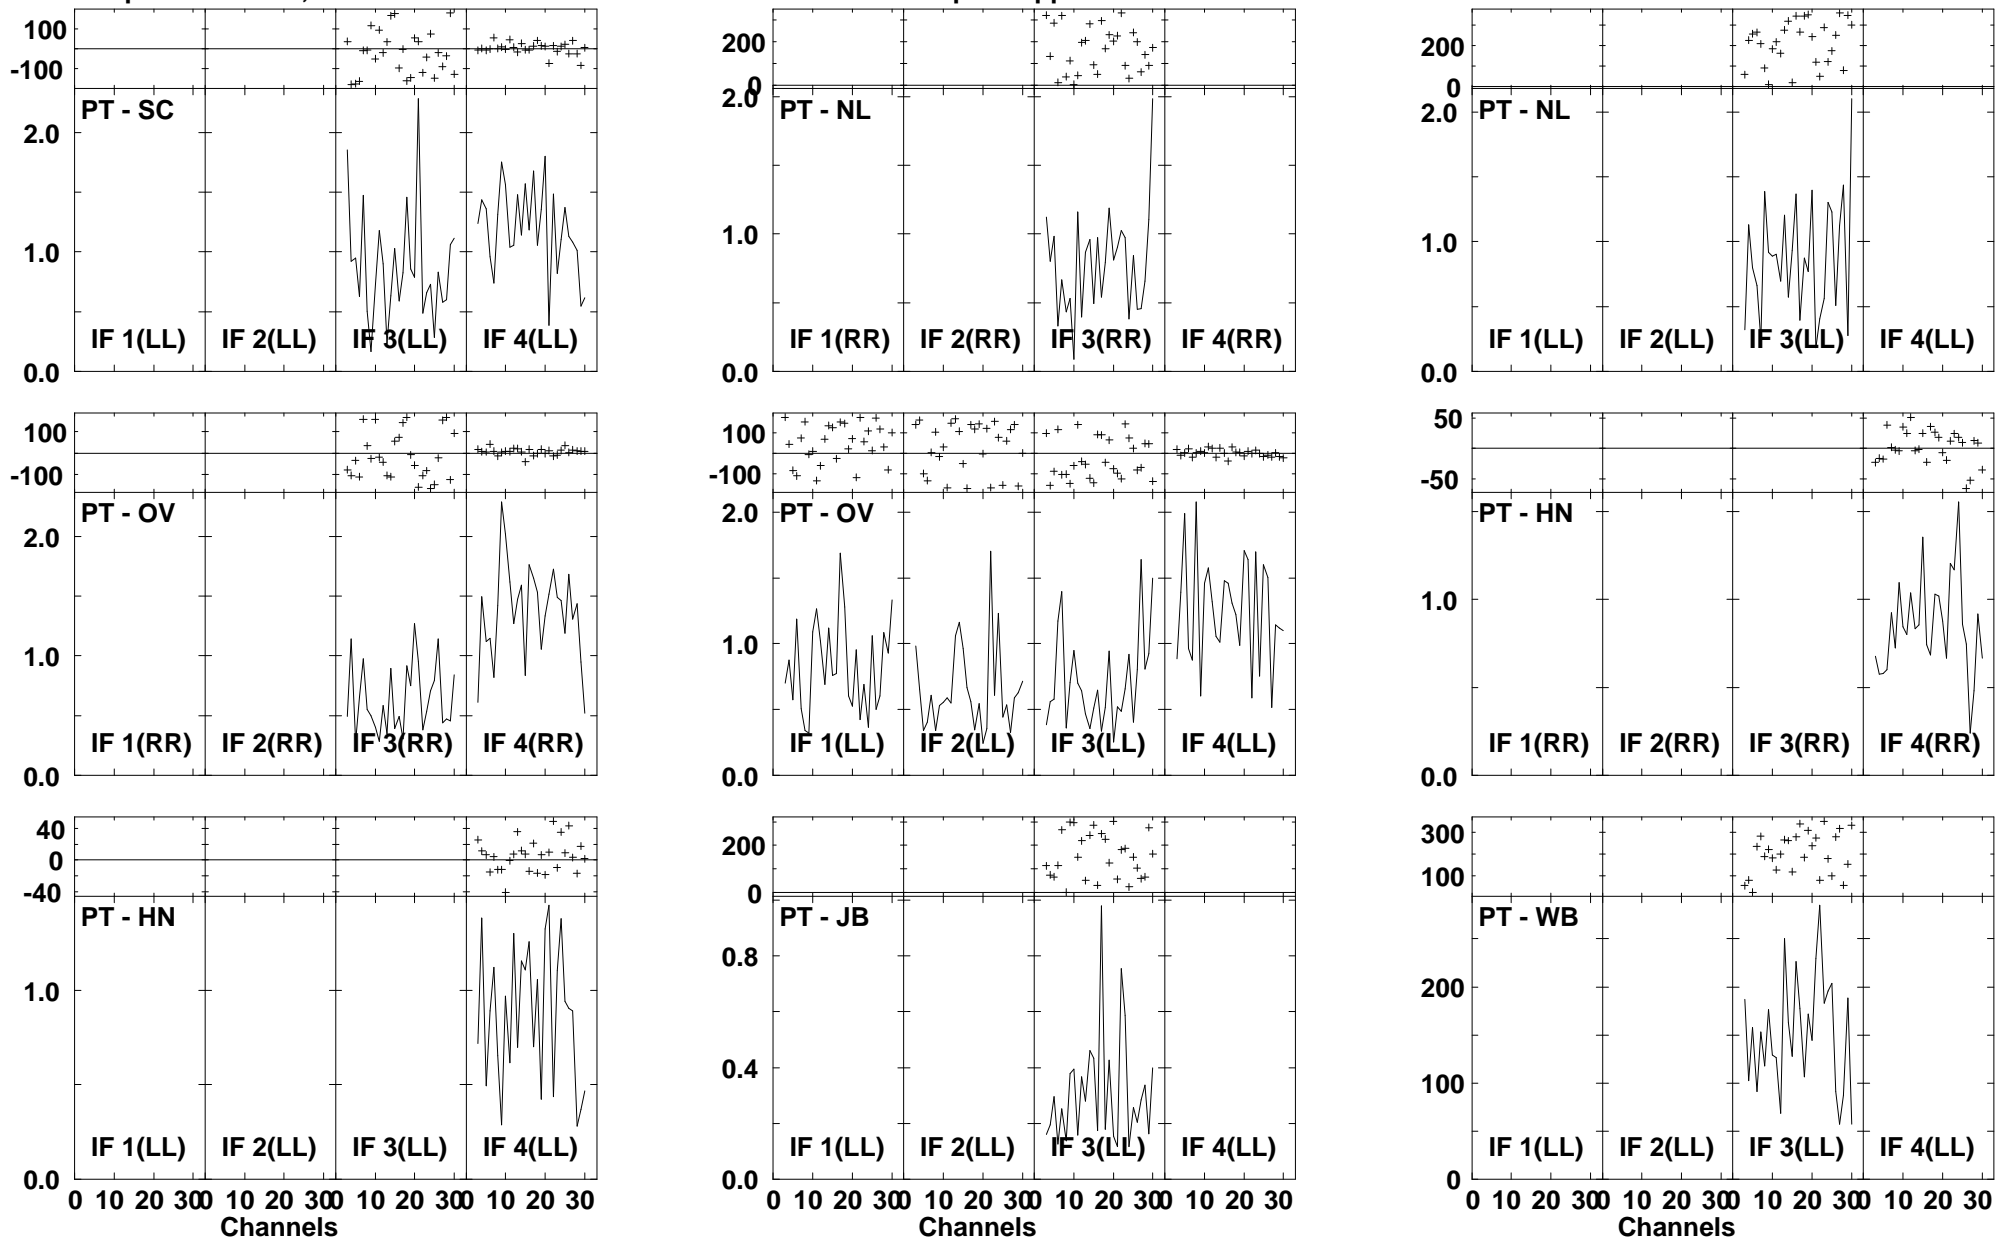 100 200 200
-100 0 0
PT - SC PT - NL PT - NL
2.0 2.0 2.0
1.0 1.0 1.0
IF 1(LL) IF 2(LL) IF 3(LL) IF 4(LL) IF 1(RR) IF 2(RR) IF 3(RR) IF 4(RR) IF 1(LL) IF 2(LL) IF 3(LL) IF 4(LL)
0.0 0.0 0.0
100 100 50
-100 -100 -50
PT - OV PT - OV PT - HN
2.0 2.0
1.0 1.0 1.0
IF 1(RR) IF 2(RR) IF 3(RR) IF 4(RR) IF 1(LL) IF 2(LL) IF 3(LL) IF 4(LL) IF 1(RR) IF 2(RR) IF 3(RR) IF 4(RR)
0.0 0.0 0.0
40 200 300
0 0 100
-40
PT - HN PT - JB PT - WB
1.0 0.8 200
0.4 100
IF 1(LL) IF 2(LL) IF 3(LL) IF 4(LL) IF 1(LL) IF 2(LL) IF 3(LL) IF 4(LL) IF 1(LL) IF 2(LL) IF 3(LL) IF 4(LL)
0.0 0.0 0
0 10 20 30 0 10 20 30 0 10 20 30 0 10 20 30 0 10 20 30 0 10 20 30 0 10 20 30 0 10 20 30 0 10 20 30 0 10 20 30 0 10 20 30 0 10 20 30
Channels Channels Channels